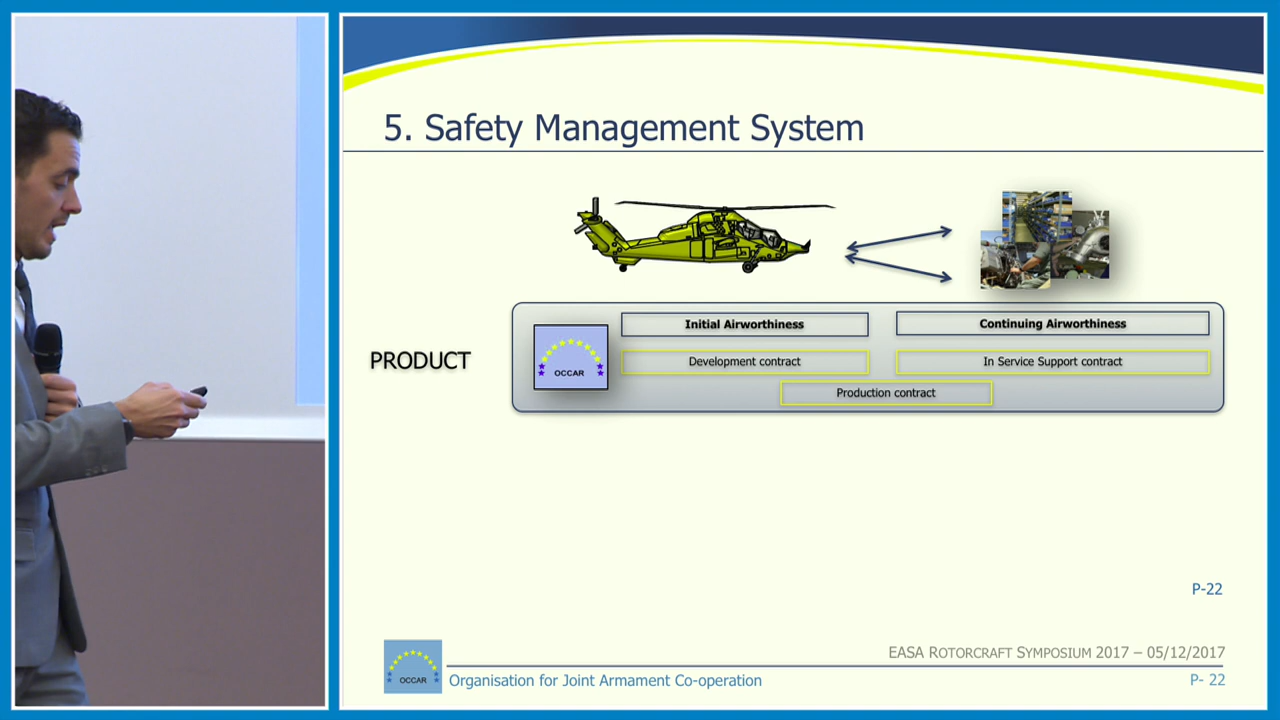 5. Safety Management System
PRODUCT
OCCAR
Initial Airworthiness
Continuing Airworthiness
Development contract
In Service Support contract
Production contract
P-22
EASA ROTORCRAFT SYMPOSIUM 2017 – 05/12/2017
OCCAR
Organisation for Joint Armament Co-operation
P- 22